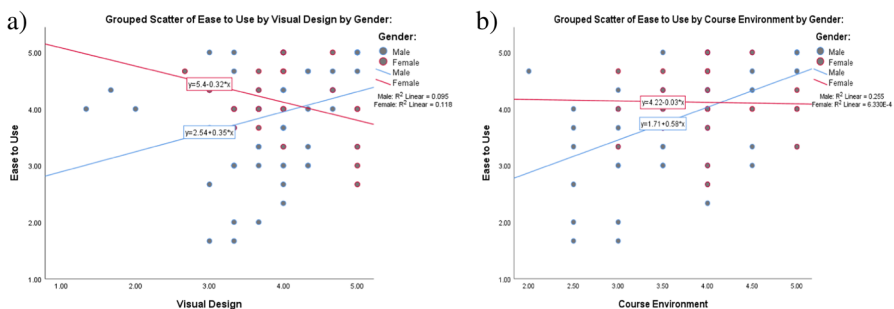 a)
Grouped Scatter of Ease to Use by Visual Design by Gender:
Gender:
Male
Female
Male
Female
Male: R² Linear = 0.095
Female: R² Linear = 0.118
y=5.4-0.32*x
y=2.54+0.35*x
Ease to Use
5.00
4.00
3.00
2.00
1.00
1.00 2.00 3.00 4.00 5.00
Visual Design
b)
Grouped Scatter of Ease to Use by Course Environment by Gender:
Gender:
Male
Female
Male
Female
Male: R² Linear = 0.255
Female: R² Linear = 6.330E-4
y=4.22-0.03*x
y=1.71+0.58*x
Ease to Use
5.00
4.00
3.00
2.00
1.00
2.00 2.50 3.00 3.50 4.00 4.50 5.00
Course Environment